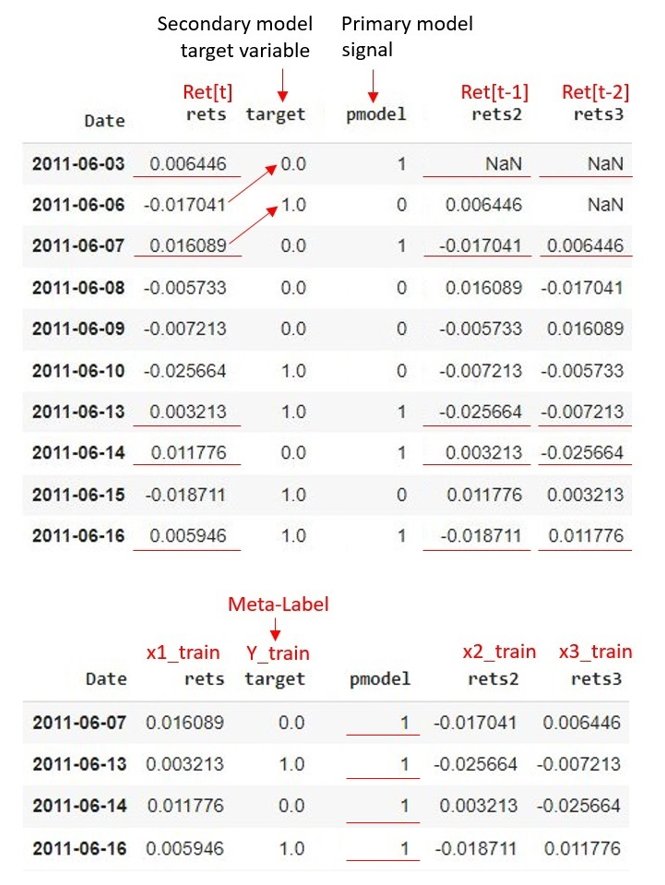 Secondary model Primary model
target variable signal
Ret[t] Ret[t-1] Ret[t-2]
Date rets target pmodel rets2 rets3
2011-06-03 0.006446 0.0 1 NaN NaN
2011-06-06 -0.017041 1.0 0 0.006446 NaN
2011-06-07 0.016089 0.0 1 -0.017041 0.006446
2011-06-08 -0.005733 0.0 0 0.016089 -0.017041
2011-06-09 -0.007213 0.0 0 -0.005733 0.016089
2011-06-10 -0.025664 1.0 0 -0.007213 -0.005733
2011-06-13 0.003213 1.0 1 -0.025664 -0.007213
2011-06-14 0.011776 0.0 1 0.003213 -0.025664
2011-06-15 -0.018711 1.0 0 0.011776 0.003213
2011-06-16 0.005946 1.0 1 -0.018711 0.011776
Meta-Label
x1_train Y_train x2_train x3_train
Date rets target pmodel rets2 rets3
2011-06-07 0.016089 0.0 1 -0.017041 0.006446
2011-06-13 0.003213 1.0 1 -0.025664 -0.007213
2011-06-14 0.011776 0.0 1 0.003213 -0.025664
2011-06-16 0.005946 1.0 1 -0.018711 0.011776